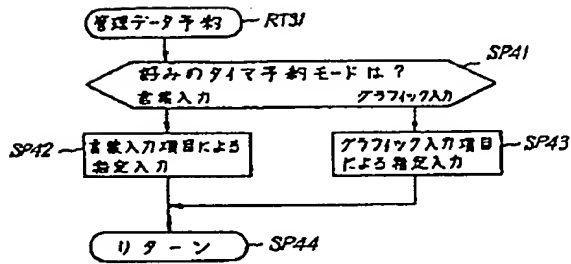 管理データ予約
RT31
好みのタイマ予約モードは?
SP41
言語入力
グラフィック入力
SP42
言語入力項目による
指定入力
グラフィック入力項目
による指定入力
SP43
リターン
SP44